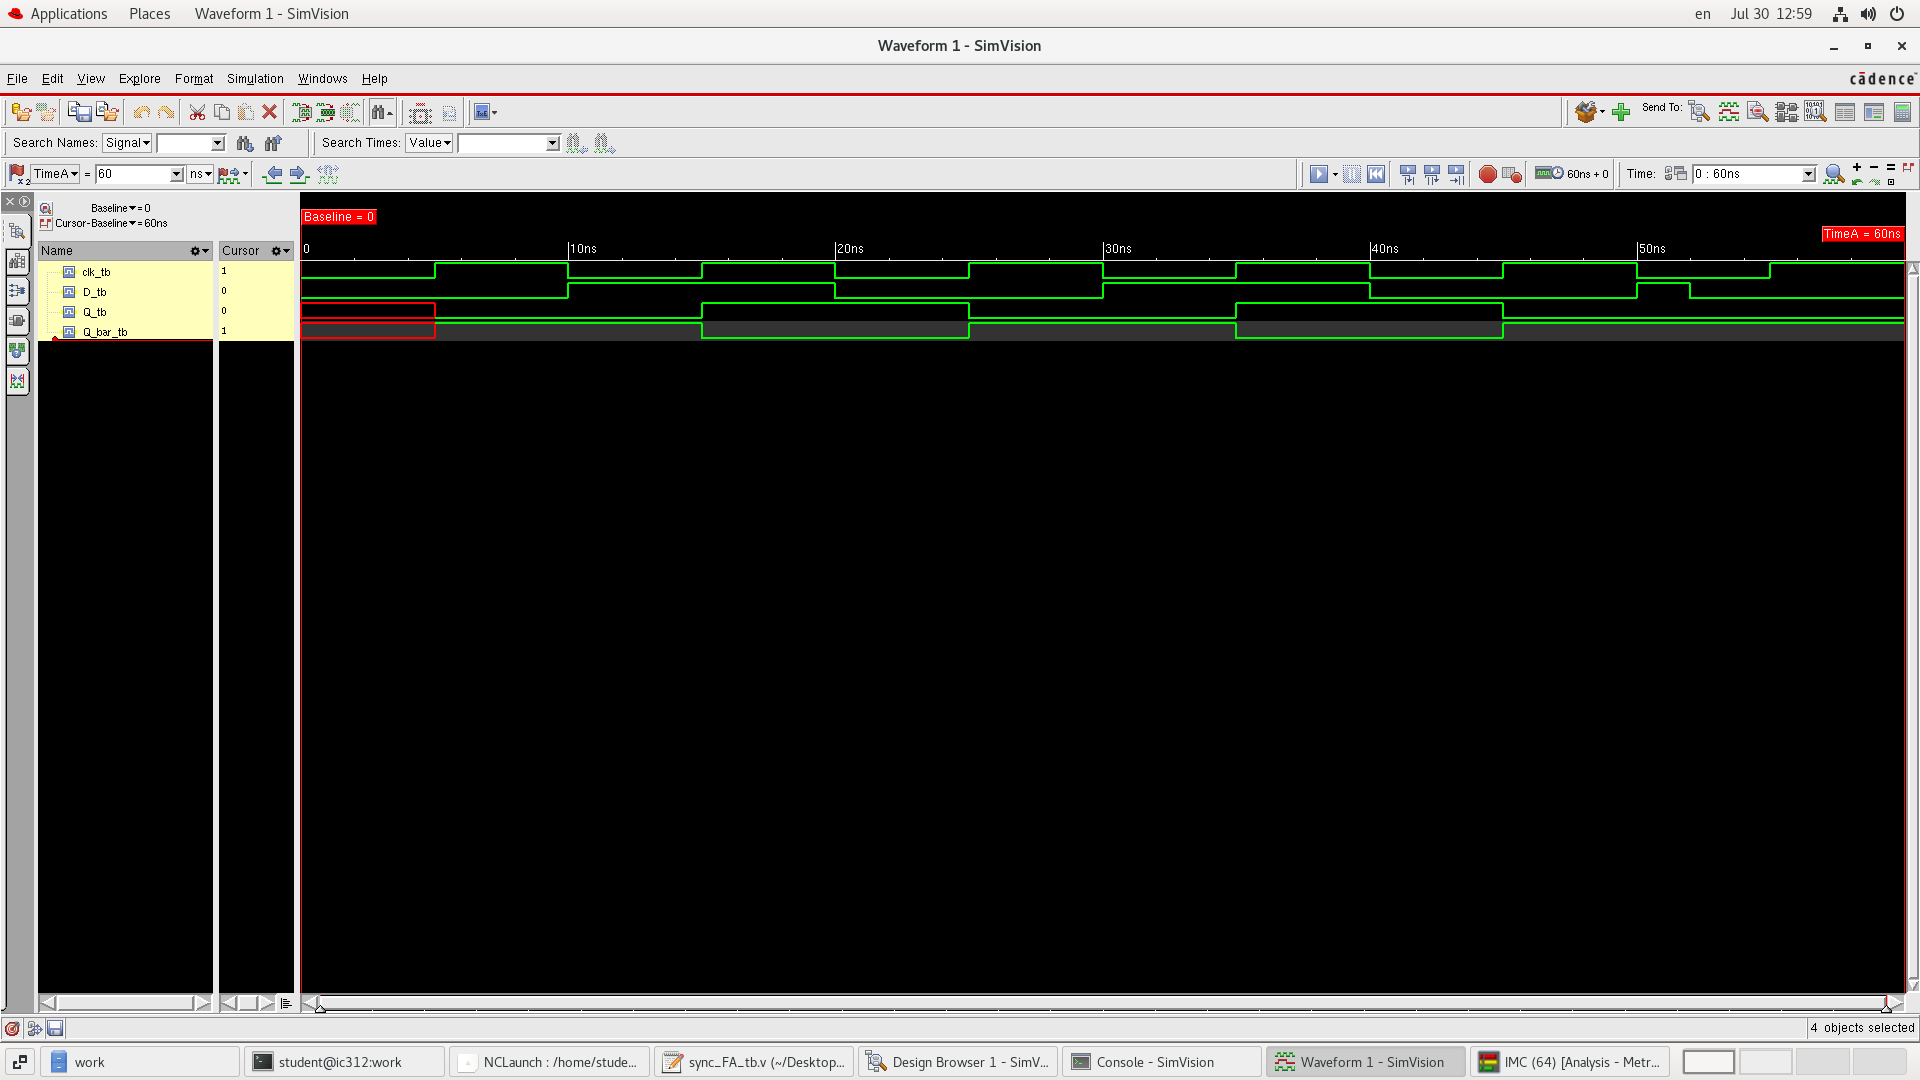 Applications Places Waveform 1 - SimVision en Jul 30 12:59
Waveform 1 - SimVision
File Edit View Explore Format Simulation Windows Help cādence
Send To:
Search Names: Signal Search Times: Value
TimeA = 60 ns 60ns + 0 Time: 0 : 60ns
Baseline = 0
Cursor-Baseline = 60ns
Baseline = 0
TimeA = 60ns
Name Cursor 0 10ns 20ns 30ns 40ns 50ns
clk_tb 1
D_tb 0
Q_tb 0
Q_bar_tb 1
4 objects selected
work student@ic312:work NCLaunch : /home/stude... sync_FA_tb.v (~/Desktop... Design Browser 1 - SimV... Console - SimVision Waveform 1 - SimVision IMC (64) [Analysis - Metr...